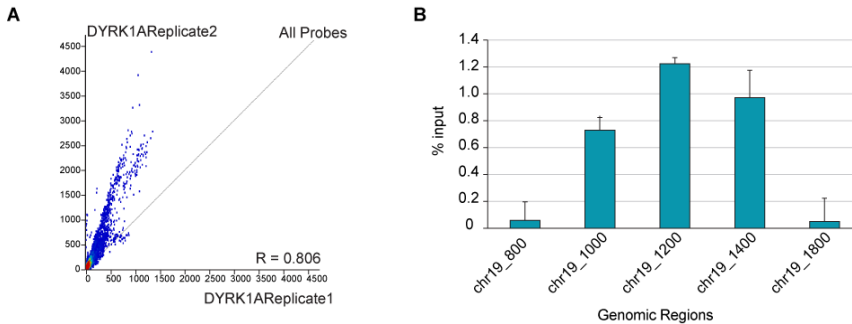 A
DYRK1AReplicate2
All Probes
4500
4000
3500
3000
2500
2000
1500
1000
500
0
0 500 1000 1500 2000 2500 3000 3500 4000 4500
R = 0.806
DYRK1AReplicate1
B
1.4
1.2
1.0
0.8
0.6
0.4
0.2
0
% input
chr19_800
chr19_1000
chr19_1200
chr19_1400
chr19_1800
Genomic Regions